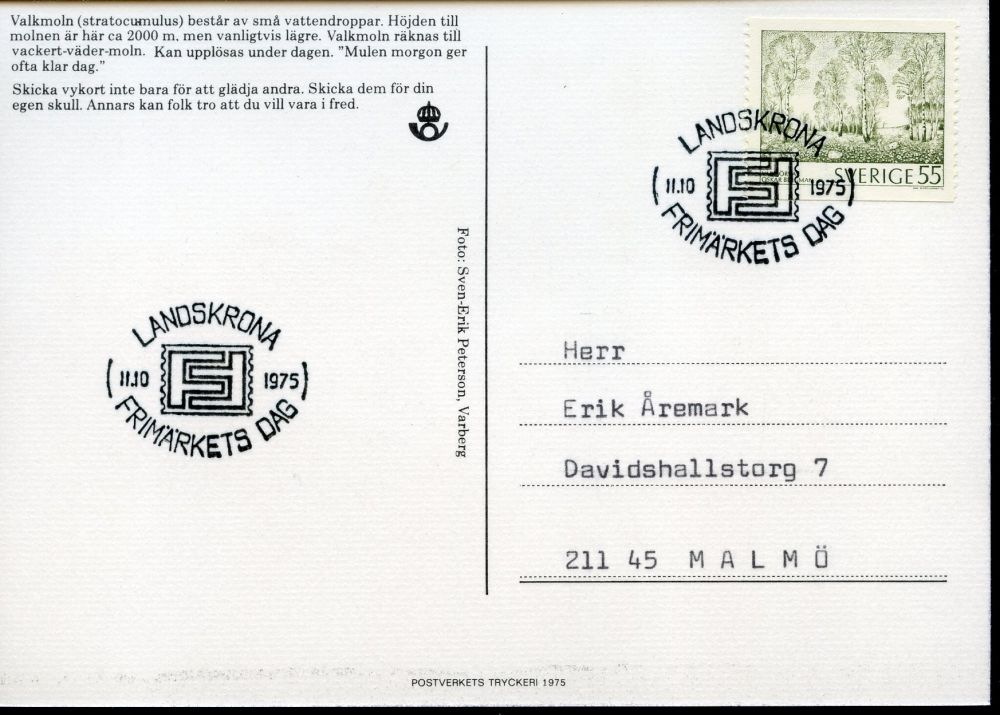 Valkmoln (stratocumulus) består av små vattendroppar. Höjden till
molnen är här ca 2000 m, men vanligtvis lägre. Valkmoln räknas till
vackert-väder-moln. Kan upplösas under dagen. "Mulen morgon ger
ofta klar dag."
Skicka vykort inte bara för att glädja andra. Skicka dem för din
egen skull. Annars kan folk tro att du vill vara i fred.
SVERIGE 55
LANDSKRONA
11.10 1975
FRIMÄRKETS DAG
Foto: Sven-Erik Peterson, Varberg
LANDSKRONA
11.10 1975
FRIMÄRKETS DAG
Herr
Erik Åremark
Davidshallstorg 7
211 45 M A L M Ö
POSTVERKETS TRYCKERI 1975